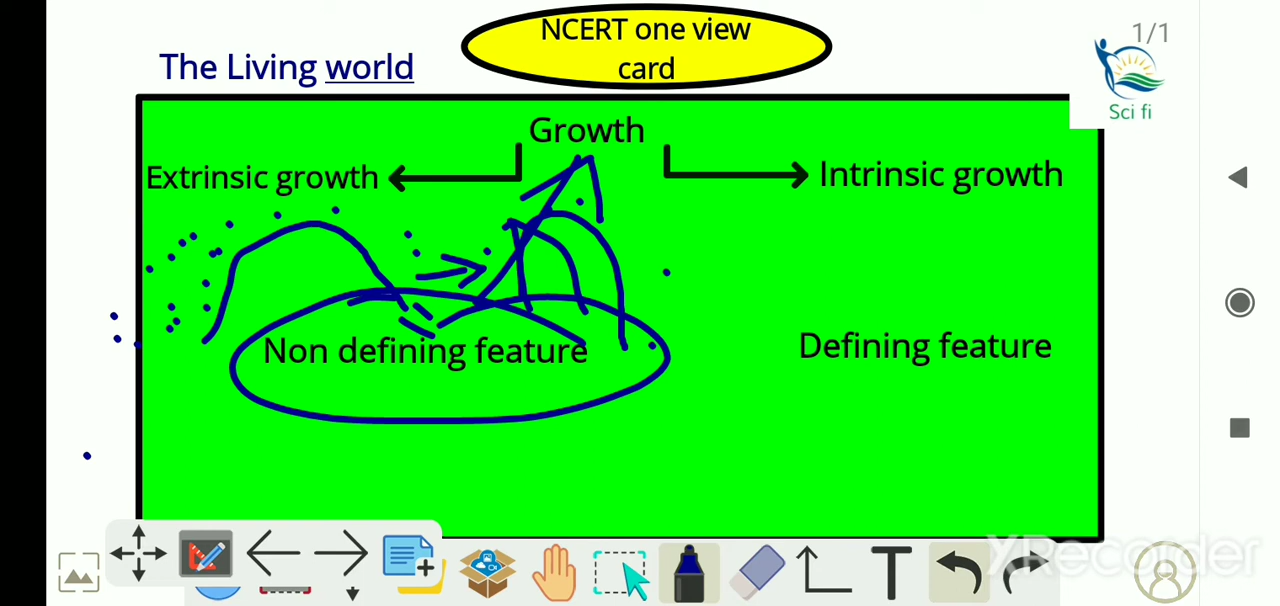 NCERT one view
card
The Living world
1/1
Sci fi
Growth
Extrinsic growth
Intrinsic growth
Non defining feature
Defining feature
T
XRecorder